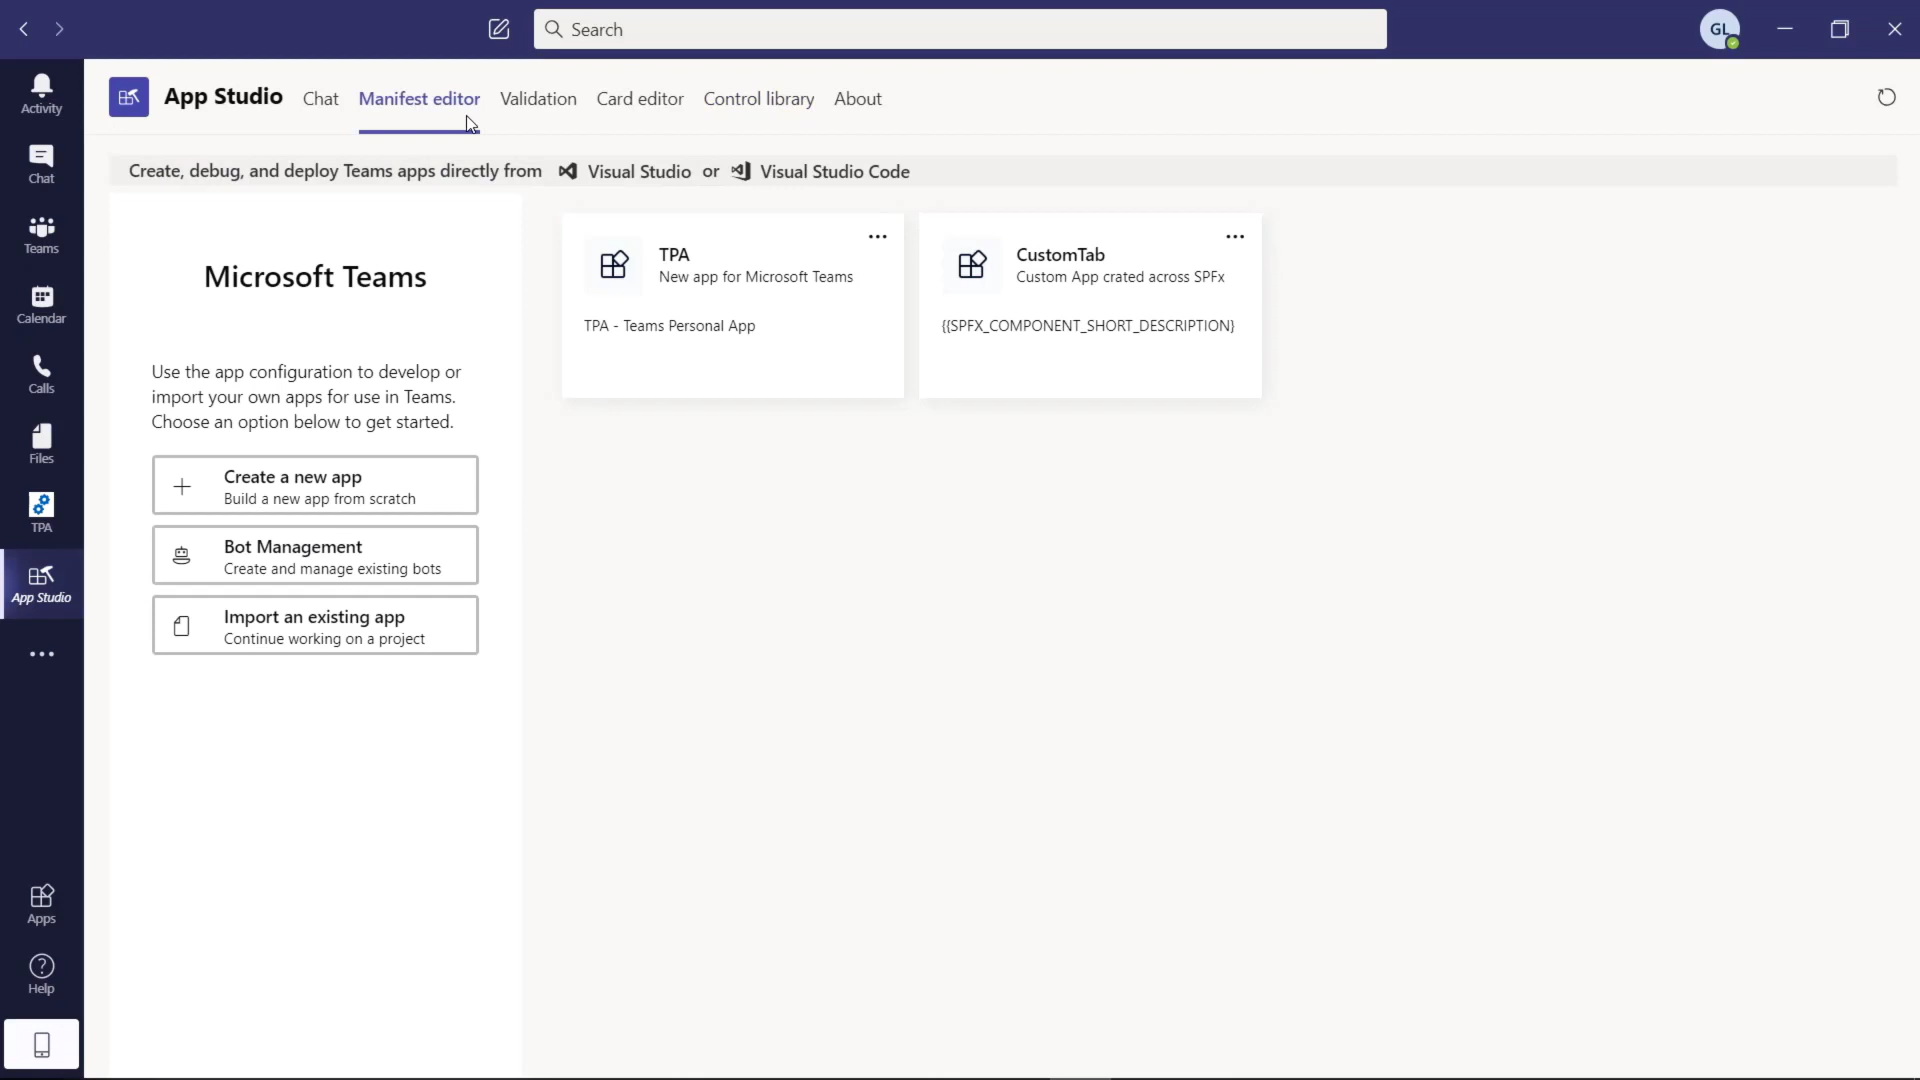 Search
GL
Activity
Chat
Teams
Calendar
Calls
Files
TPA
App Studio
Apps
Help
App Studio Chat Manifest editor Validation Card editor Control library About
Create, debug, and deploy Teams apps directly from Visual Studio or Visual Studio Code
Microsoft Teams
Use the app configuration to develop or
import your own apps for use in Teams.
Choose an option below to get started.
Create a new app
Build a new app from scratch
Bot Management
Create and manage existing bots
Import an existing app
Continue working on a project
TPA
New app for Microsoft Teams
TPA - Teams Personal App
CustomTab
Custom App crated across SPFx
{{SPFX_COMPONENT_SHORT_DESCRIPTION}